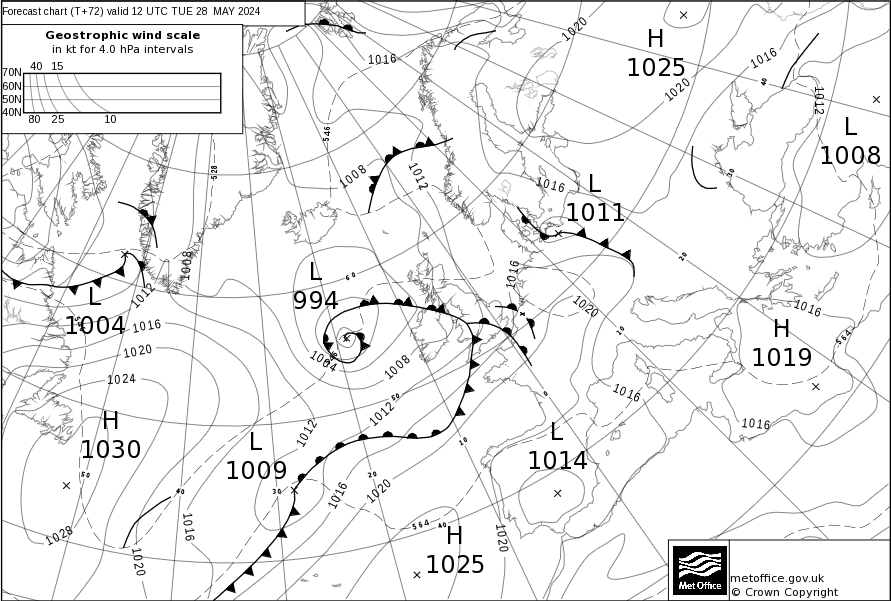 Forecast chart (T+72) valid 12 UTC TUE 28 MAY 2024
Geostrophic wind scale
in kt for 4.0 hPa intervals
40 15
70N
60N
50N
40N
80 25 10
1016
1020
H
1025
1020
1016
40
1012
L
1008
546
528
1008
1012
1016
L
1011
30
20
1008
1012
L
994
60
1016
1020
10
1016
H
1019
564
L
1004
1016
1020
1024
1004
1008
50
1012
1012
0
1016
1016
H
1030
L
1009
10
L
1014
50
40
30
20
1016
1020
1028
1016
1020
564 40
H
1025
1020
Met Office
metoffice.gov.uk
© Crown Copyright